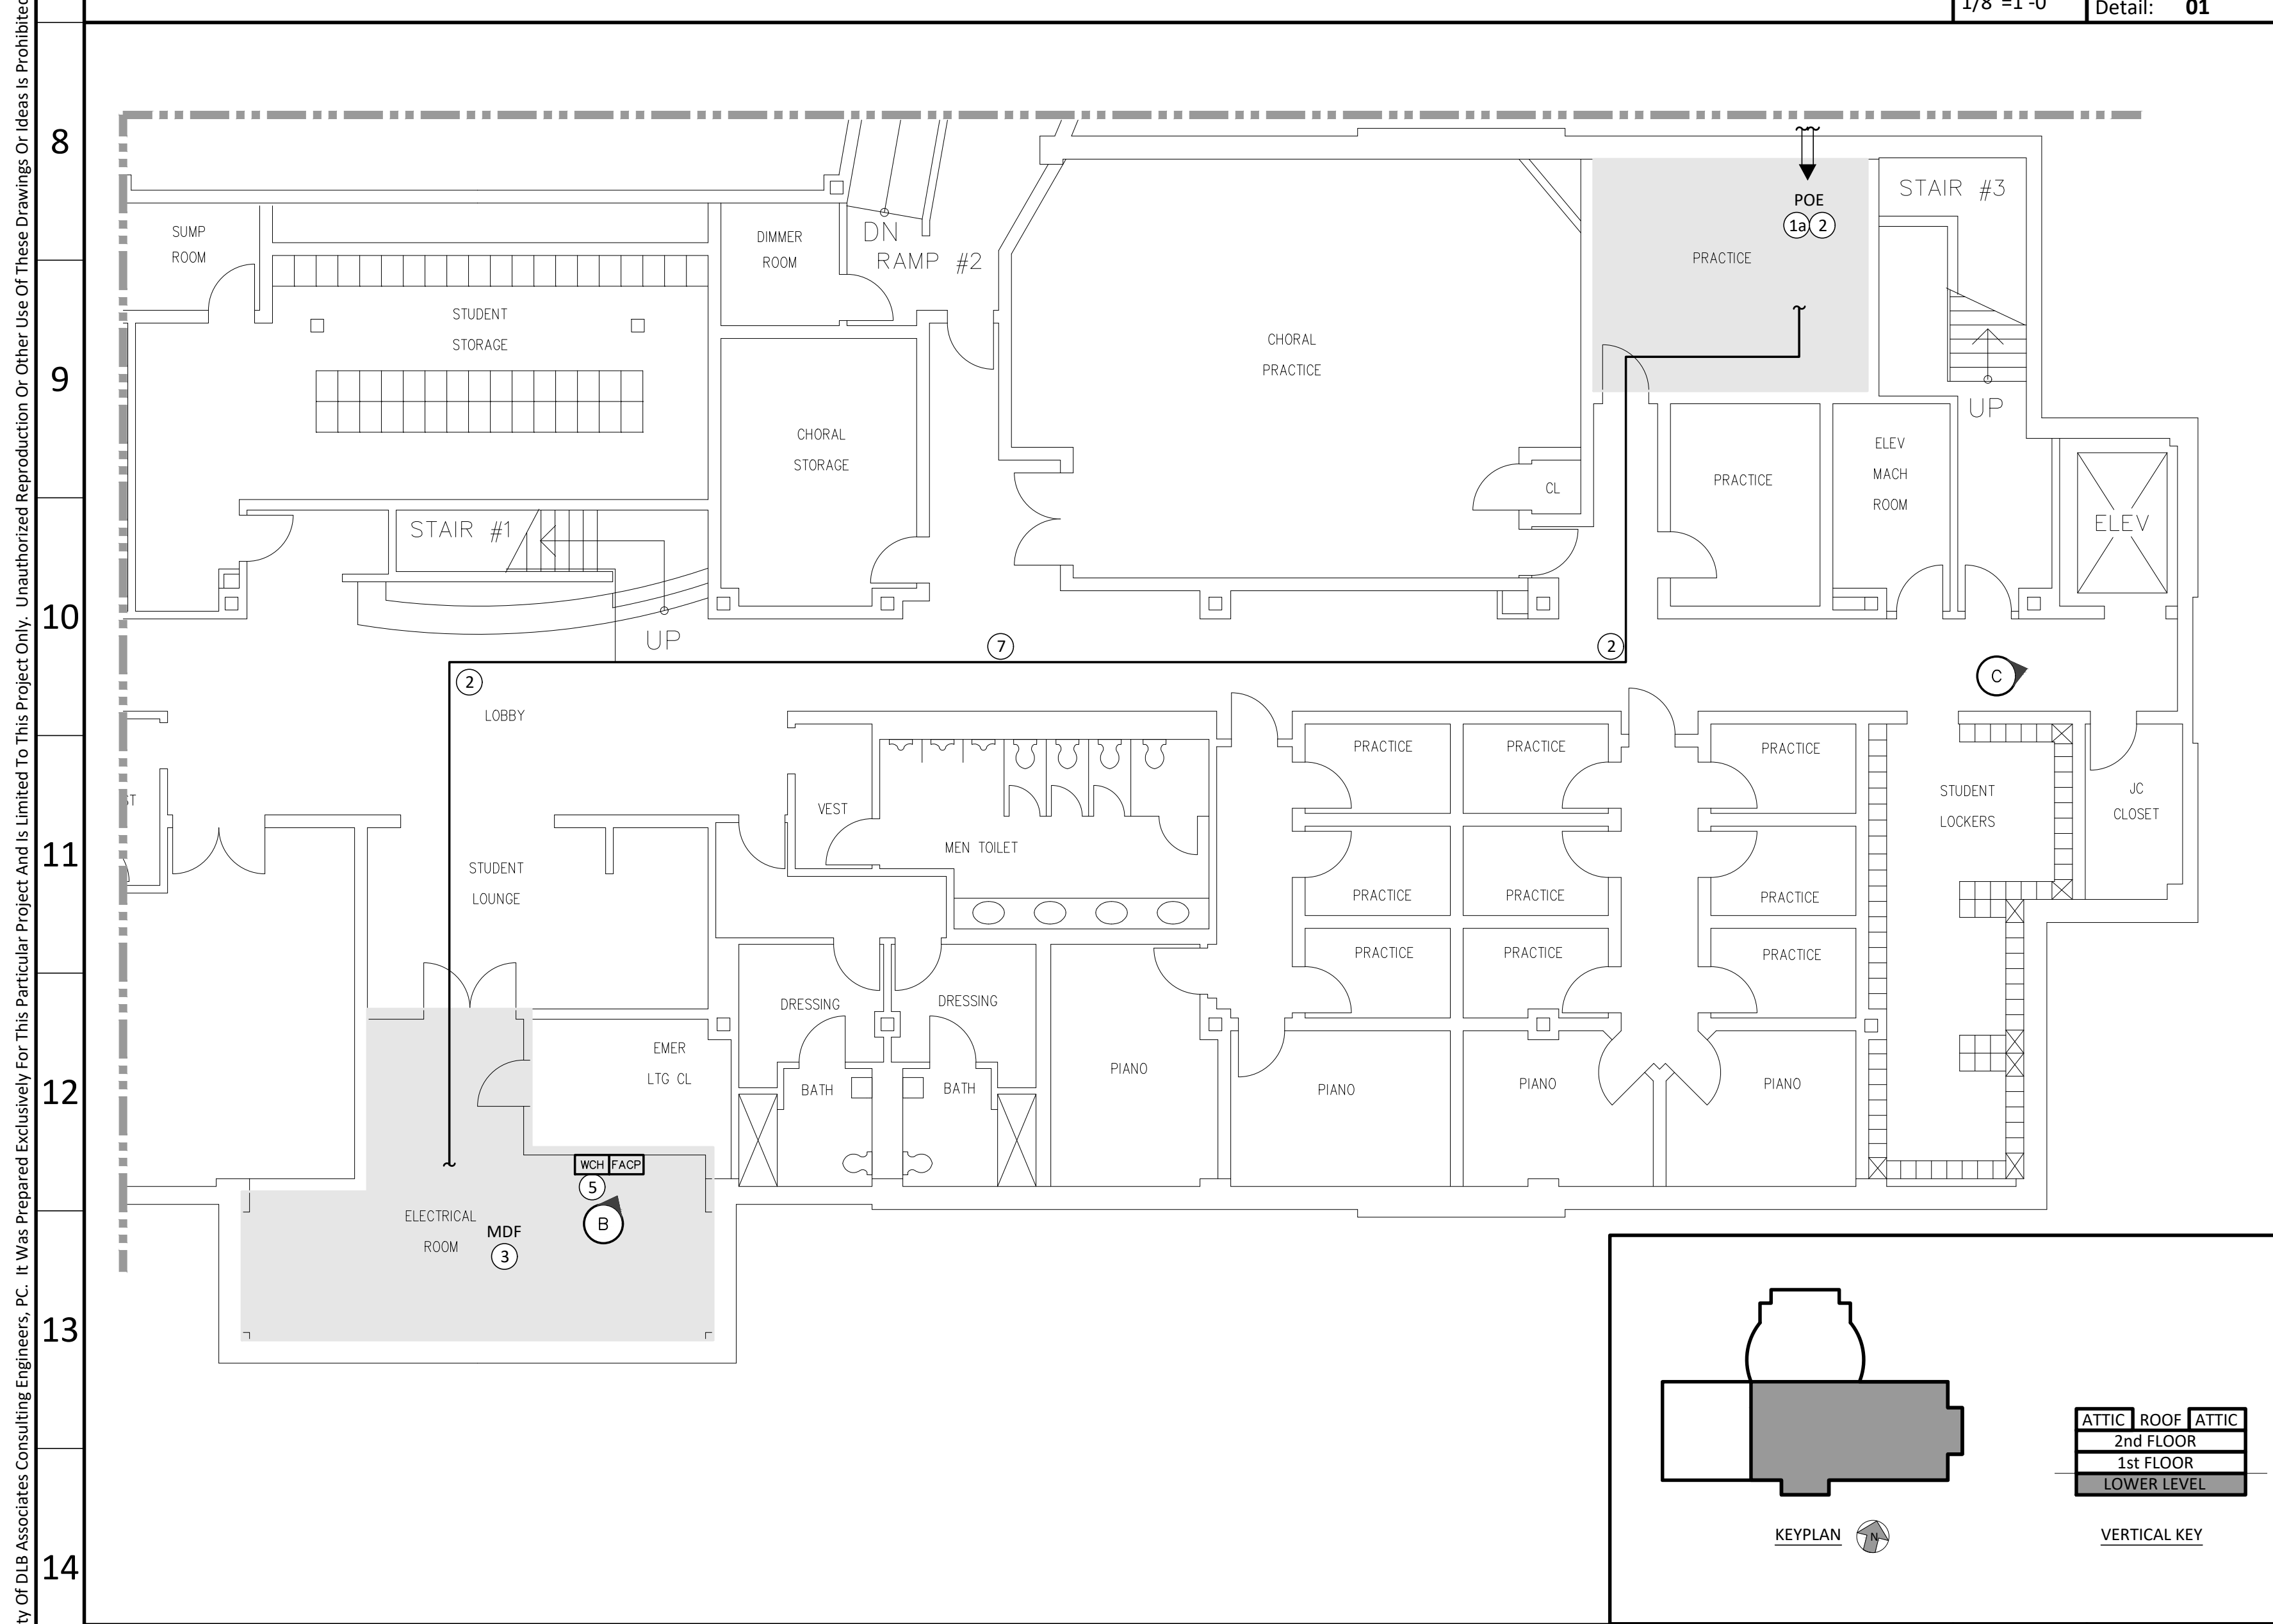 1/8"=1'-0"
Detail: 01
ty Of DLB Associates Consulting Engineers, PC. It Was Prepared Exclusively For This Particular Project And Is Limited To This Project Only. Unauthorized Reproduction Or Other Use Of These Drawings Or Ideas Is Prohibited
8
9
10
11
12
13
14
SUMP
ROOM
STUDENT
STORAGE
DIMMER
ROOM
DN
RAMP #2
CHORAL
PRACTICE
PRACTICE
POE
1a 2
STAIR #3
UP
CHORAL
STORAGE
CL
PRACTICE
ELEV
MACH
ROOM
ELEV
STAIR #1
UP
7
2
2
C
LOBBY
VEST
MEN TOILET
PRACTICE
PRACTICE
PRACTICE
STUDENT
LOCKERS
JC
CLOSET
ST
STUDENT
LOUNGE
PRACTICE
PRACTICE
PRACTICE
PRACTICE
PRACTICE
PRACTICE
DRESSING
DRESSING
EMER
LTG CL
BATH
BATH
PIANO
PIANO
PIANO
PIANO
WCH FACP
5
B
ELECTRICAL
ROOM
MDF
3
ATTIC ROOF ATTIC
2nd FLOOR
1st FLOOR
LOWER LEVEL
KEYPLAN
N
VERTICAL KEY